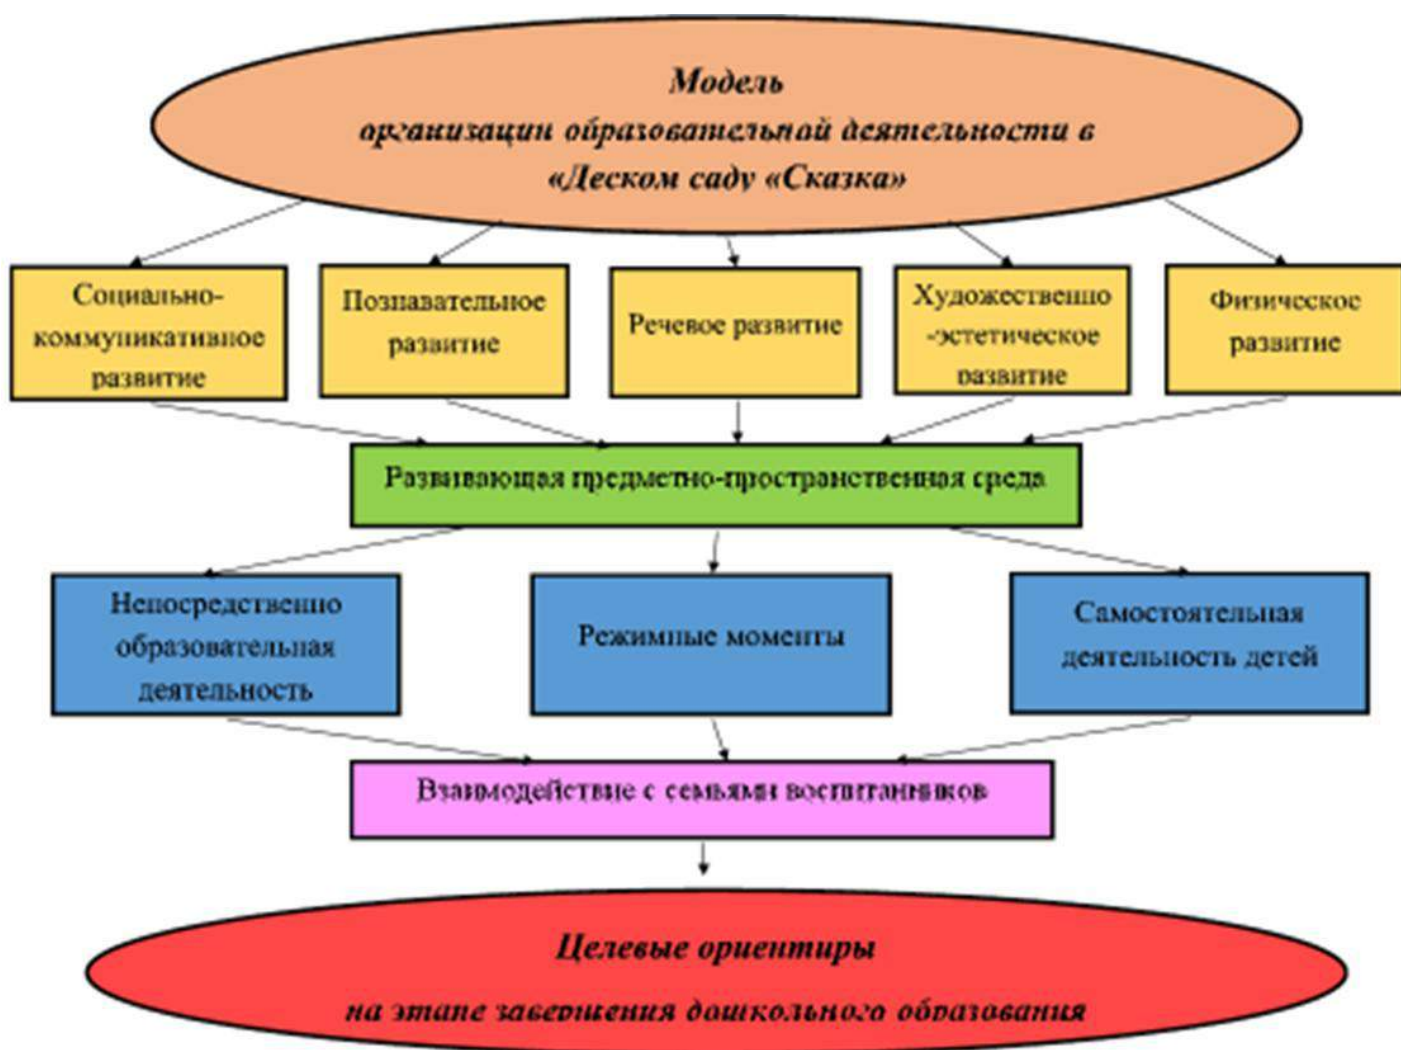 Модель
организации образовательной деятельности в
«Деском саду «Сказка»
Социально-
коммуникативное
развитие
Познавательное
развитие
Речевое развитие
Художественно
-эстетическое
развитие
Физическое
развитие
Развивающая предметно-пространственная среда
Непосредственно
образовательная
деятельность
Режимные моменты
Самостоятельная
деятельность детей
Взаимодействие с семьями воспитанников
Целевые ориентиры
на этапе завершения дошкольного образования